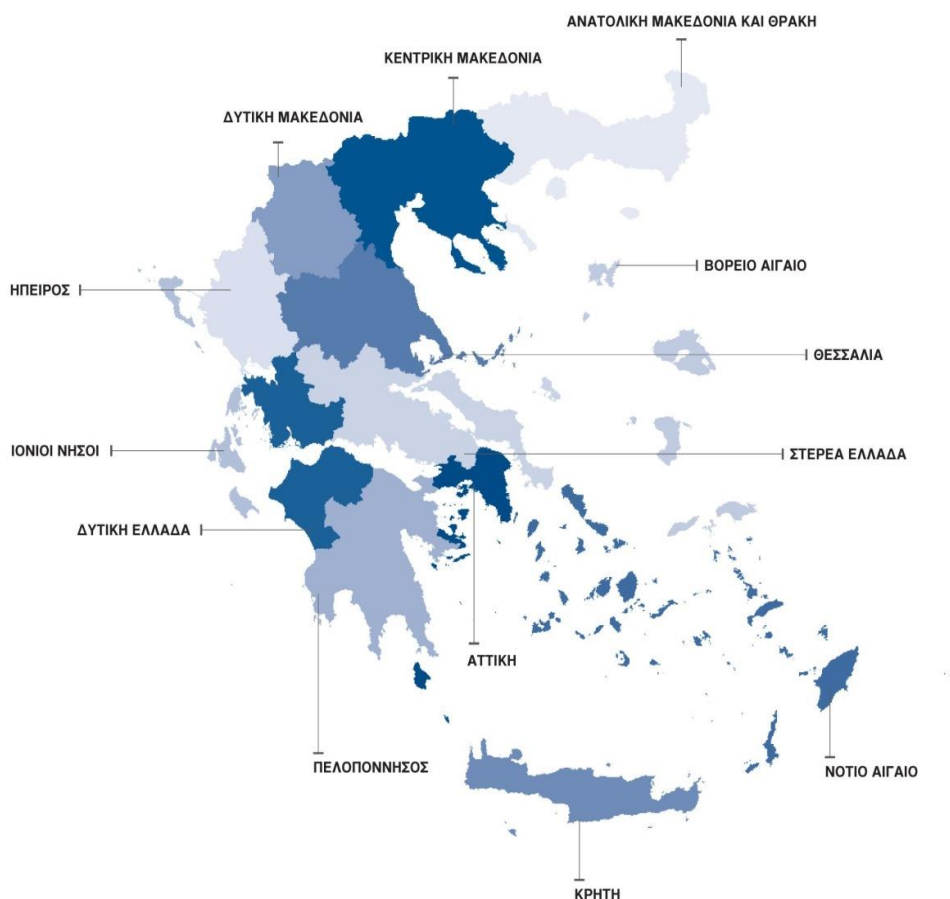 ΑΝΑΤΟΛΙΚΗ ΜΑΚΕΔΟΝΙΑ ΚΑΙ ΘΡΑΚΗ
ΚΕΝΤΡΙΚΗ ΜΑΚΕΔΟΝΙΑ
ΔΥΤΙΚΗ ΜΑΚΕΔΟΝΙΑ
ΒΟΡΕΙΟ ΑΙΓΑΙΟ
ΗΠΕΙΡΟΣ
ΘΕΣΣΑΛΙΑ
ΙΟΝΙΟΙ ΝΗΣΟΙ
ΣΤΕΡΕΑ ΕΛΛΑΔΑ
ΔΥΤΙΚΗ ΕΛΛΑΔΑ
ΑΤΤΙΚΗ
ΠΕΛΟΠΟΝΝΗΣΟΣ
ΝΟΤΙΟ ΑΙΓΑΙΟ
ΚΡΗΤΗ